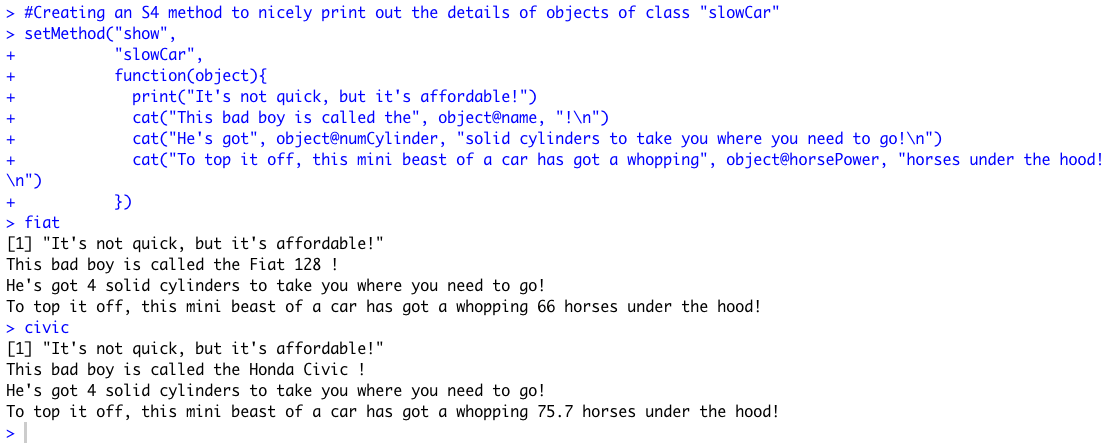 > #Creating an S4 method to nicely print out the details of objects of class "slowCar"
> setMethod("show",
+           "slowCar",
+           function(object){
+             print("It's not quick, but it's affordable!")
+             cat("This bad boy is called the", object@name, "!\n")
+             cat("He's got", object@numCylinder, "solid cylinders to take you where you need to go!\n")
+             cat("To top it off, this mini beast of a car has got a whopping", object@horsePower, "horses under the hood!
\n")
+           })
> fiat
[1] "It's not quick, but it's affordable!"
This bad boy is called the Fiat 128 !
He's got 4 solid cylinders to take you where you need to go!
To top it off, this mini beast of a car has got a whopping 66 horses under the hood!
> civic
[1] "It's not quick, but it's affordable!"
This bad boy is called the Honda Civic !
He's got 4 solid cylinders to take you where you need to go!
To top it off, this mini beast of a car has got a whopping 75.7 horses under the hood!
>